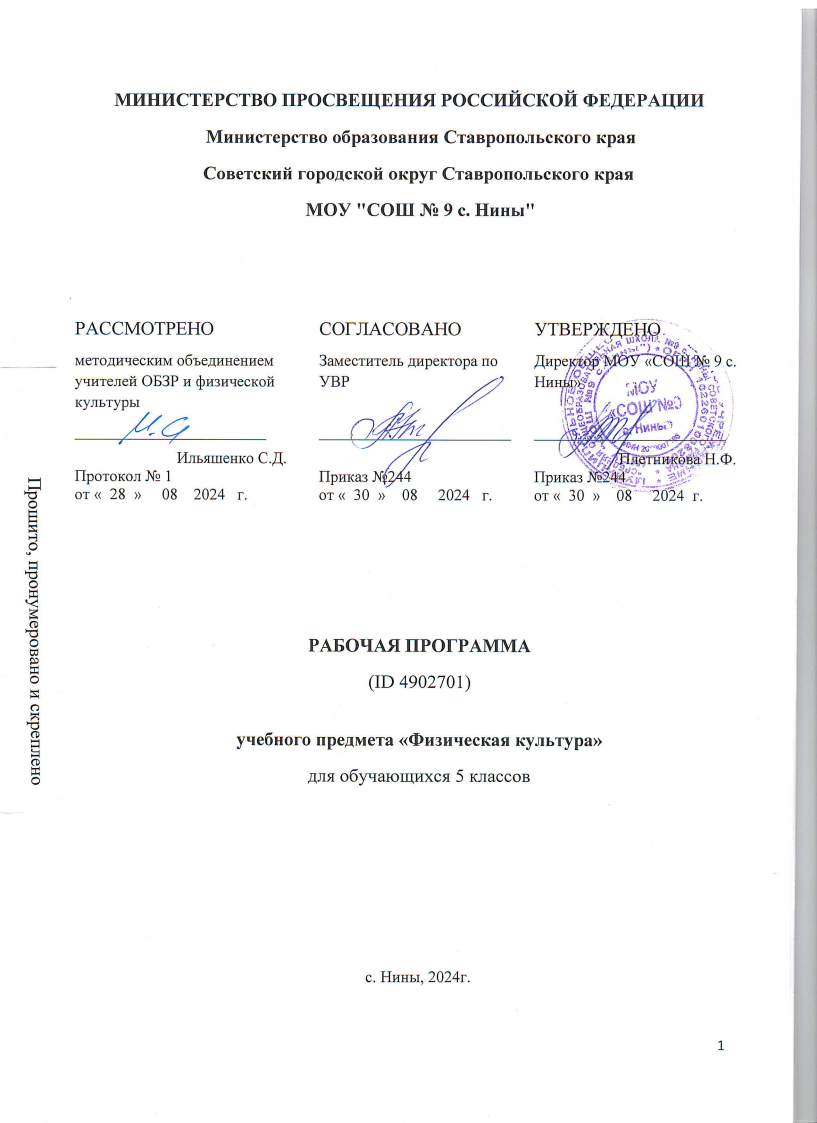 МИНИСТЕРСТВО ПРОСВЕЩЕНИЯ РОССИЙСКОЙ ФЕДЕРАЦИИ
Министерство образования Ставропольского края
Советский городской округ Ставропольского края
МОУ "СОШ № 9 с. Нины"
РАССМОТРЕНО
методическим объединением
учителей ОБЗР и физической
культуры
Ильяшенко С.Д.
Протокол № 1
от « 28 » 08 2024 г.
СОГЛАСОВАНО
Заместитель директора по
УВР
Приказ №244
от « 30 » 08 2024 г.
УТВЕРЖДЕНО
Директор МОУ «СОШ № 9 с.
Нины»
Плетникова Н.Ф.
Приказ №244
от « 30 » 08 2024 г.
МОУ
«СОШ №9
с. Нины»
Прошито, пронумеровано и скреплено
РАБОЧАЯ ПРОГРАММА
(ID 4902701)
учебного предмета «Физическая культура»
для обучающихся 5 классов
с. Нины, 2024г.
1